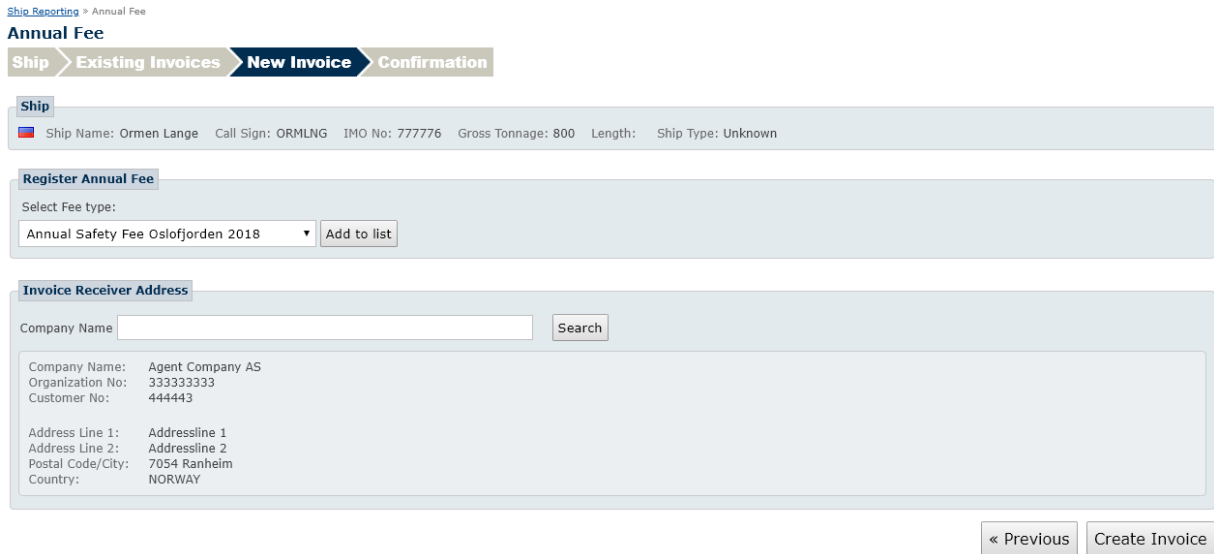 Ship Reporting » Annual Fee
Annual Fee
Ship Existing Invoices New Invoice Confirmation
Ship
Ship Name: Ormen Lange Call Sign: ORMLNG IMO No: 777776 Gross Tonnage: 800 Length: Ship Type: Unknown
Register Annual Fee
Select Fee type:
Annual Safety Fee Oslofjorden 2018 Add to list
Invoice Receiver Address
Company Name Search
Company Name: Agent Company AS
Organization No: 333333333
Customer No: 444443
Address Line 1: Addressline 1
Address Line 2: Addressline 2
Postal Code/City: 7054 Ranheim
Country: NORWAY
« Previous Create Invoice